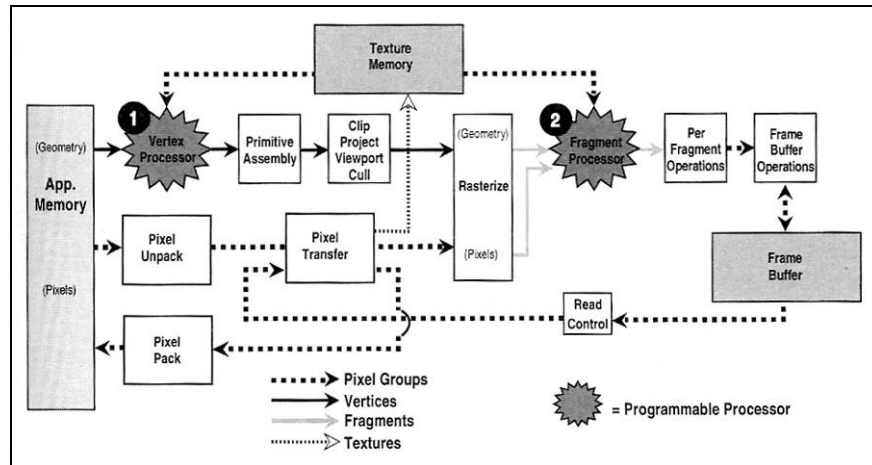 Texture
Memory
1
Vertex
Processor
Primitive
Assembly
Clip
Project
Viewport
Cull
(Geometry)
Rasterize
(Pixels)
2
Fragment
Processor
Per
Fragment
Operations
Frame
Buffer
Operations
(Geometry)
App.
Memory
(Pixels)
Pixel
Unpack
Pixel
Transfer
Frame
Buffer
Read
Control
Pixel
Pack
Pixel Groups
Vertices
Fragments
Textures
= Programmable Processor